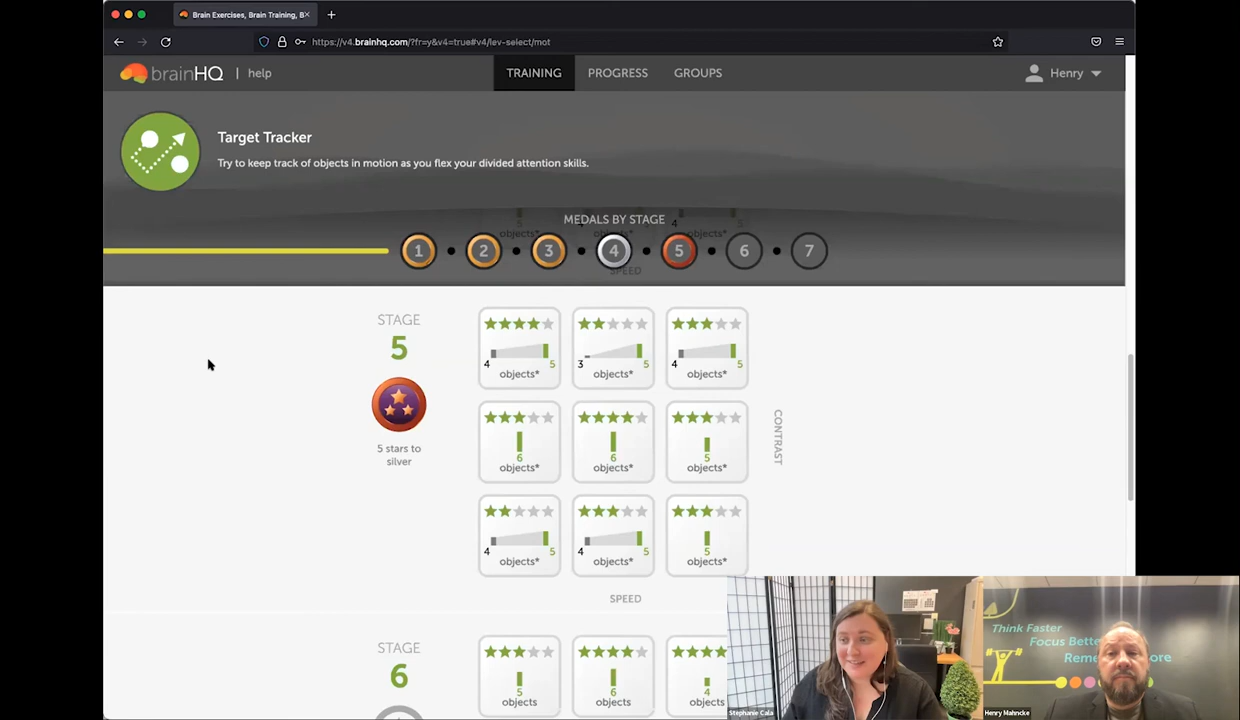 Brain Exercises, Brain Training, B
https://v4.brainhq.com/?fr=y&v4=true#v4/lev-select/mot
brainHQ | help
TRAINING PROGRESS GROUPS
Henry
Target Tracker
Try to keep track of objects in motion as you flex your divided attention skills.
MEDALS BY STAGE
1 2 3 4 5 6 7
objects* objects*
SPEED
STAGE
5
5 stars to
silver
4 5 3 5 4 5
objects* objects* objects*
6 6 5
objects* objects* objects*
CONTRAST
4 5 4 5 5
objects* objects* objects*
SPEED
STAGE
6
5 6 4
objects objects objects
Think Faster
Focus Bette
Reme ore
Stephanie Cala
Henry Mahncke